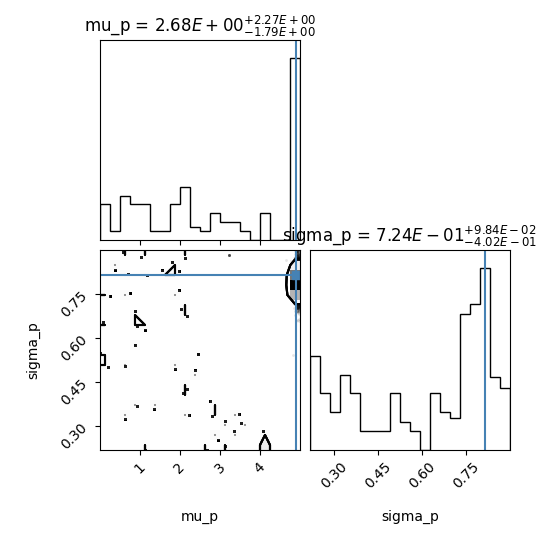 mu_p = 2.68E+00+2.27E+00−1.79E+00
sigma_p = 7.24E−01+9.84E−02−4.02E−01
sigma_p
0.75
0.60
0.45
0.30
1 2 3 4
0.30 0.45 0.60 0.75
mu_p
sigma_p